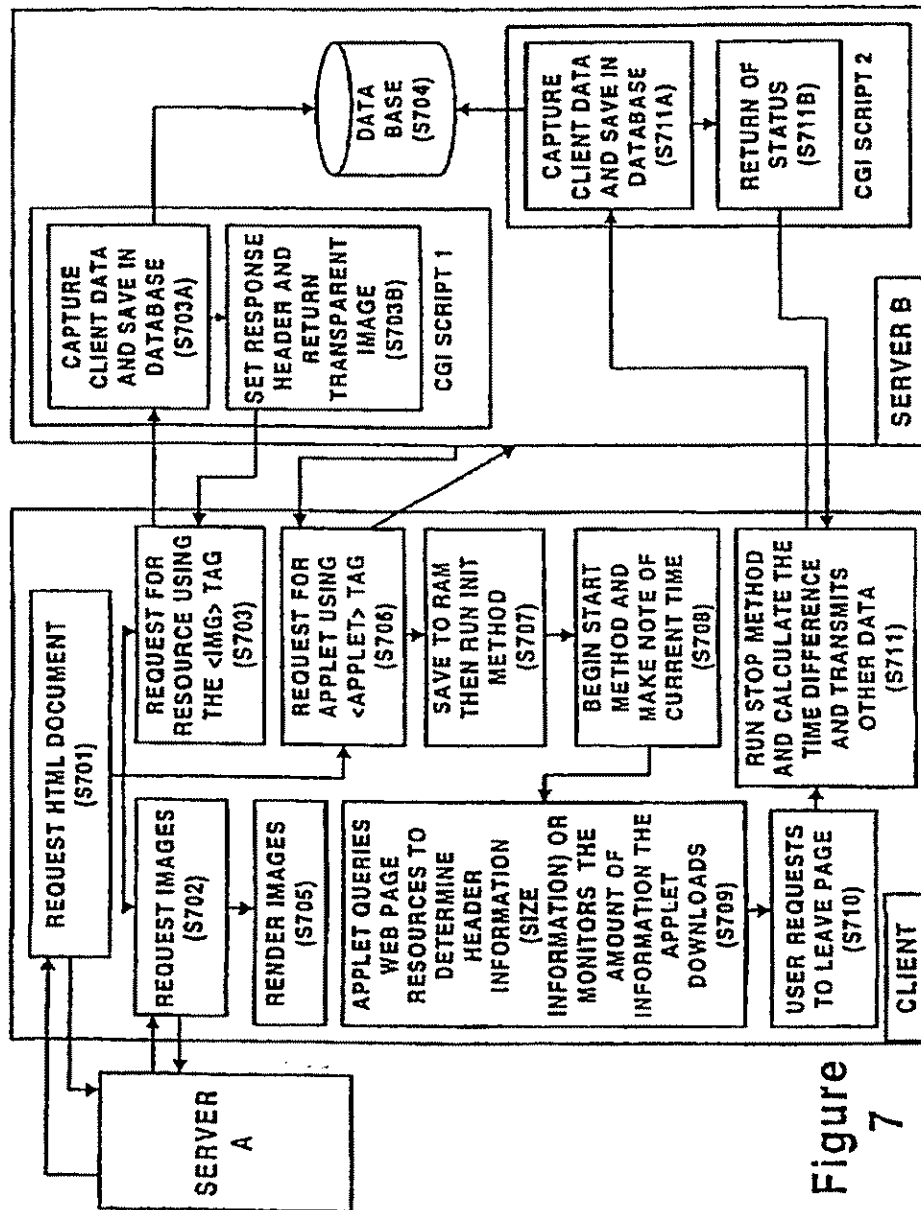 REQUEST HTML DOCUMENT
(S701)
SERVER
A
REQUEST IMAGES
(S702)
REQUEST FOR
RESOURCE USING
THE <IMG> TAG
(S703)
RENDER IMAGES
(S705)
REQUEST FOR
APPLET USING
<APPLET> TAG
(S706)
SAVE TO RAM
THEN RUN INIT
METHOD
(S707)
BEGIN START
METHOD AND
MAKE NOTE OF
CURRENT TIME
(S708)
APPLET QUERIES
WEB PAGE
RESOURCES TO
DETERMINE
HEADER
INFORMATION
(SIZE
INFORMATION) OR
MONITORS THE
AMOUNT OF
INFORMATION THE
APPLET
DOWNLOADS
(S709)
USER REQUESTS
TO LEAVE PAGE
(S710)
RUN STOP METHOD
AND CALCULATE THE
TIME DIFFERENCE
AND TRANSMITS
OTHER DATA
(S711)
CLIENT
CAPTURE
CLIENT DATA
AND SAVE IN
DATABASE
(S703A)
SET RESPONSE
HEADER AND
RETURN
TRANSPARENT
IMAGE
(S703B)
CGI SCRIPT 1
DATA
BASE
(S704)
CAPTURE
CLIENT DATA
AND SAVE IN
DATABASE
(S711A)
RETURN OF
STATUS
(S711B)
CGI SCRIPT 2
SERVER B
Figure
7